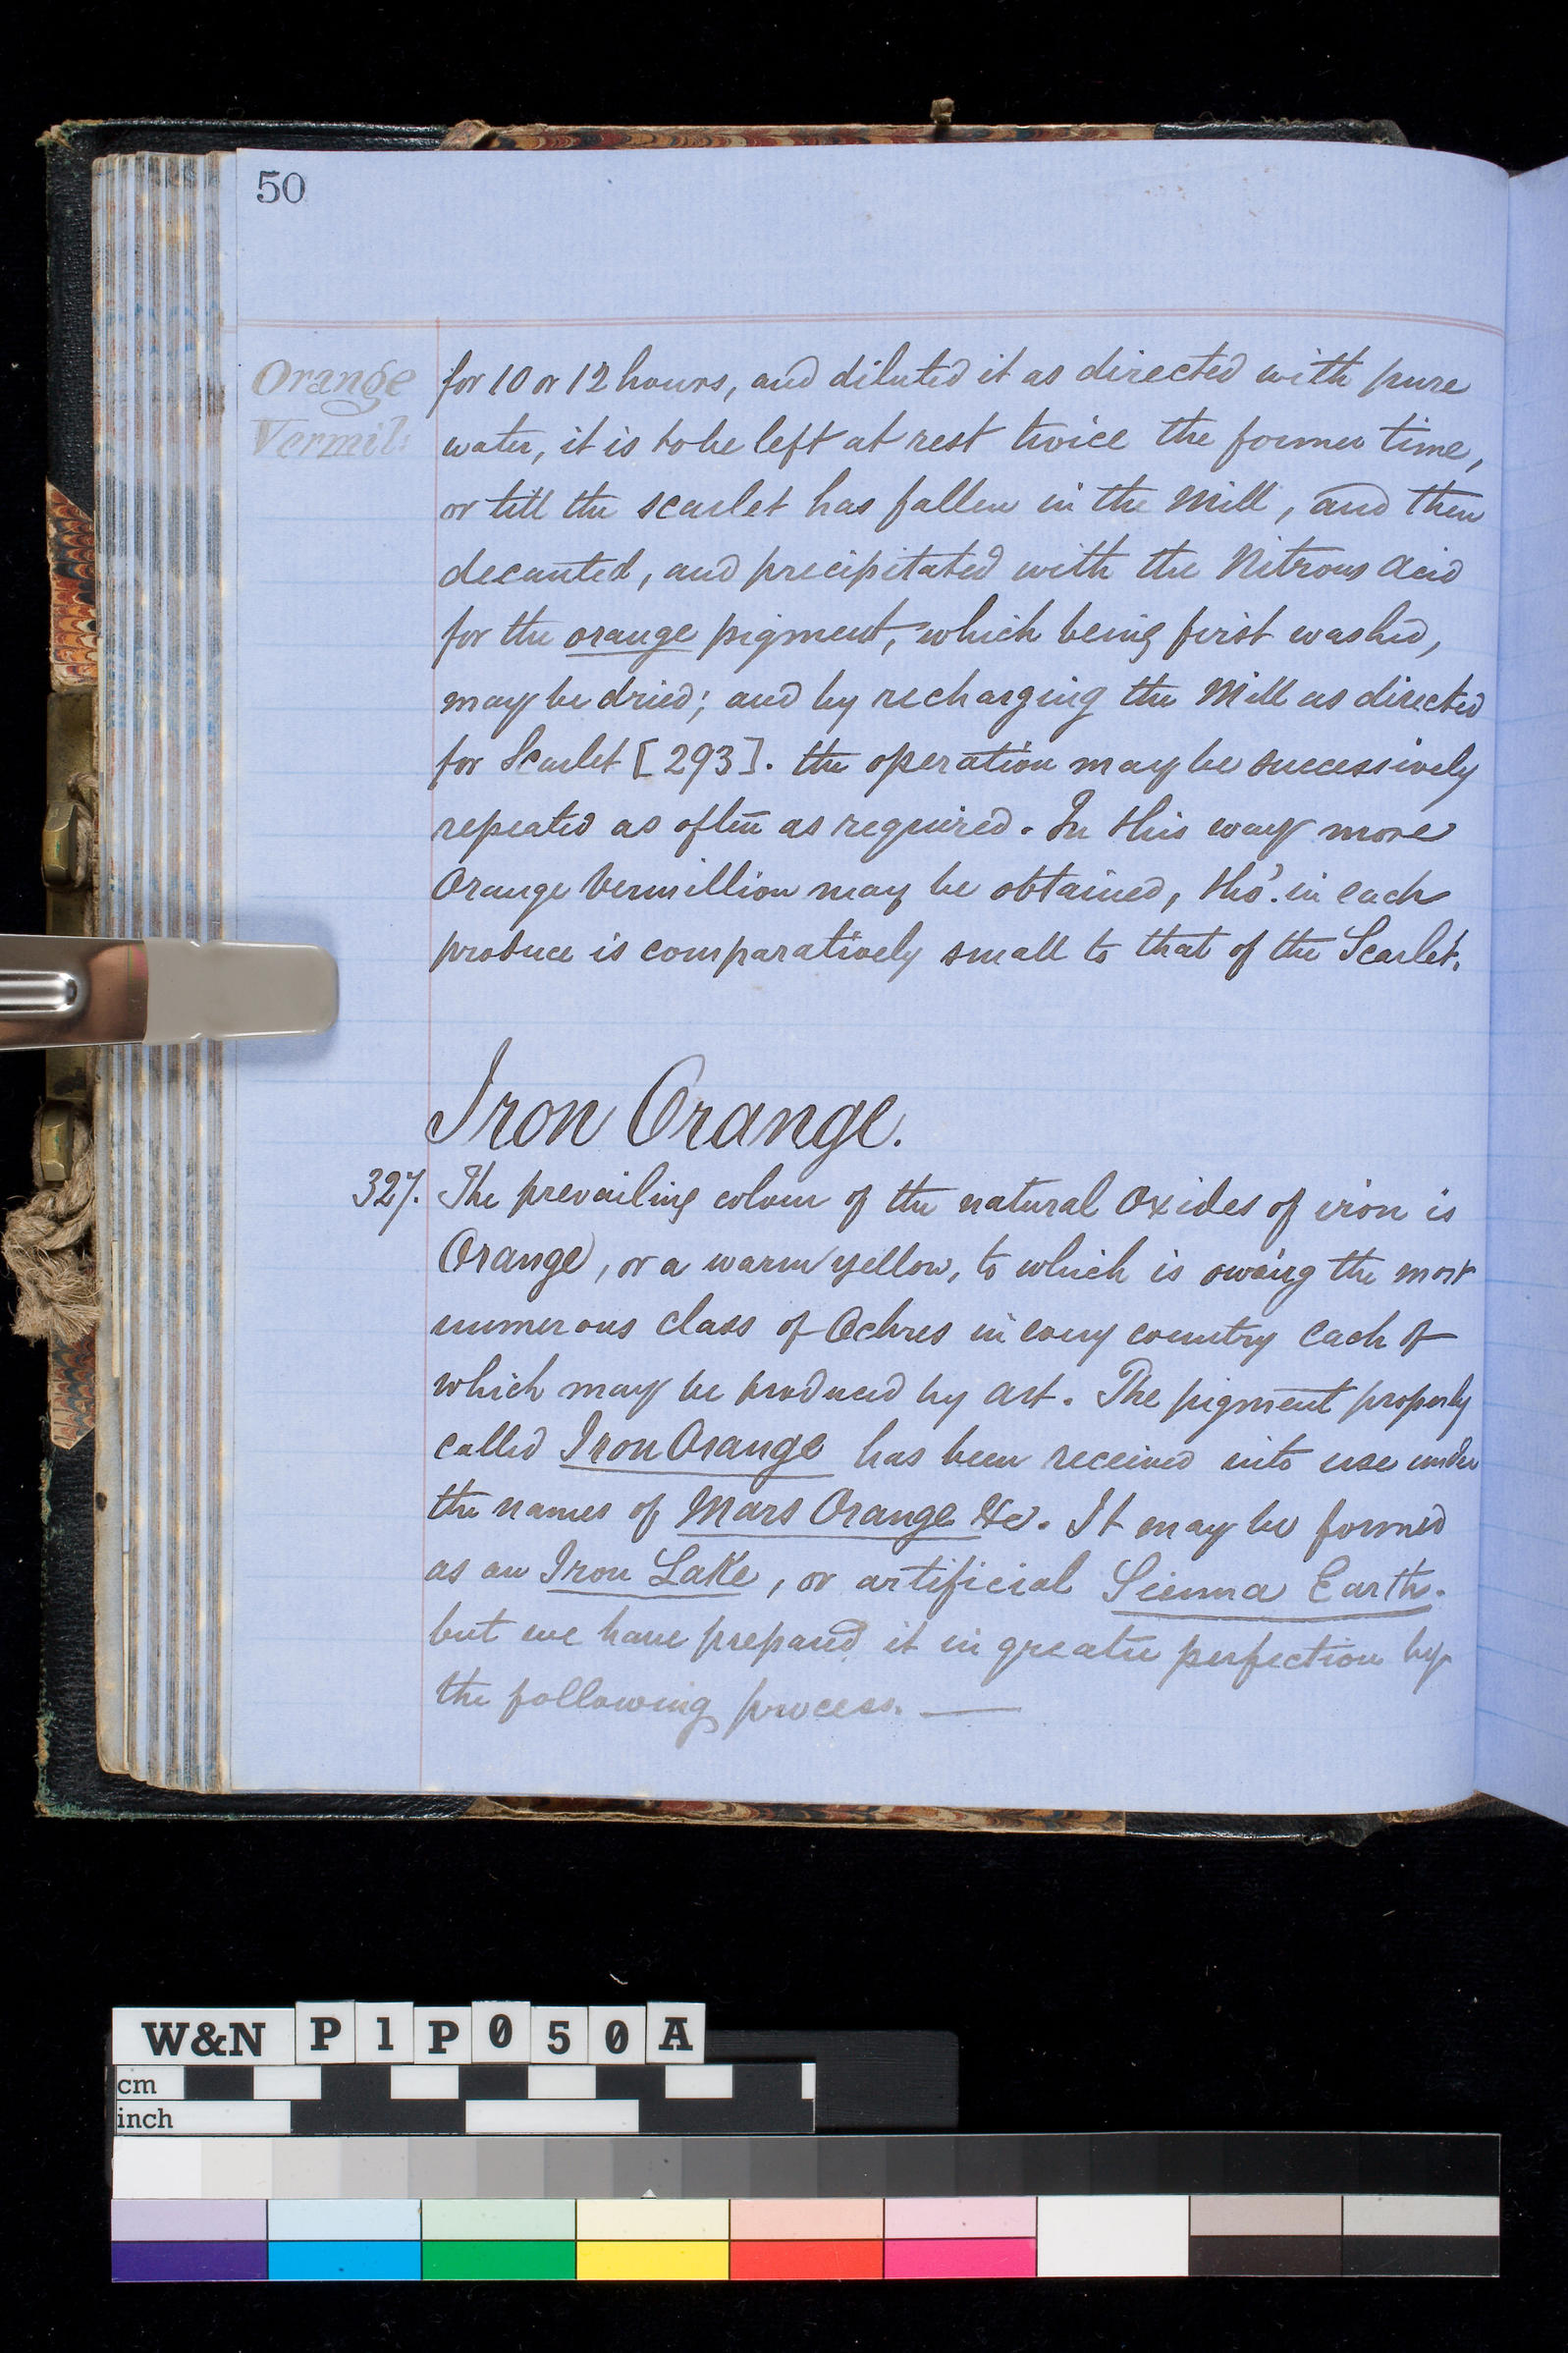 50
Orange
Vermil:
for 10 or 12 hours, and diluted it as directed with pure
water, it is to be left at rest twice the former time,
or till the scarlet has fallen in the Mill, and then
decanted, and precipitated with the Nitrous acid
for the orange pigment, which being first washed,
may be dried; and by recharging the Mill as directed
for Scarlet [293]. the operation may be successively
repeated as often as required. In this way more
Orange Vermillion may be obtained, tho'. in each
produce is comparatively small to that of the Scarlet.
Iron Orange.
327. The prevailing colour of the natural Oxides of iron is
Orange, or a warm yellow, to which is owing the most
numerous class of Ochres in every country each of
which may be produced by art. The pigment properly
called Iron Orange has been received into use under
the names of Mars Orange &c. It may be formed
as an Iron Lake, or artificial Sienna Earth.
but we have prepared it in greater perfection by
the following process. —
W&N P1P050A
cm
inch